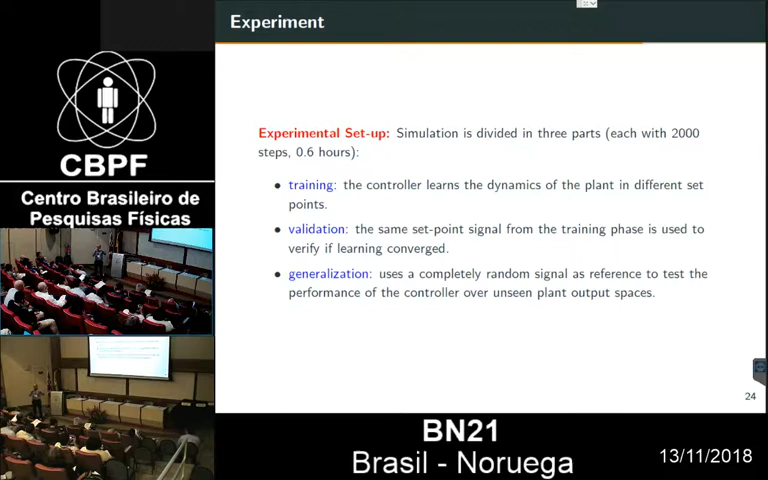 Experiment
Experimental Set-up: Simulation is divided in three parts (each with 2000
steps, 0.6 hours):
• training: the controller learns the dynamics of the plant in different set
points.
• validation: the same set-point signal from the training phase is used to
verify if learning converged.
• generalization: uses a completely random signal as reference to test the
performance of the controller over unseen plant output spaces.
24
CBPF
Centro Brasileiro de
Pesquisas Físicas
BN21
Brasil - Noruega
13/11/2018